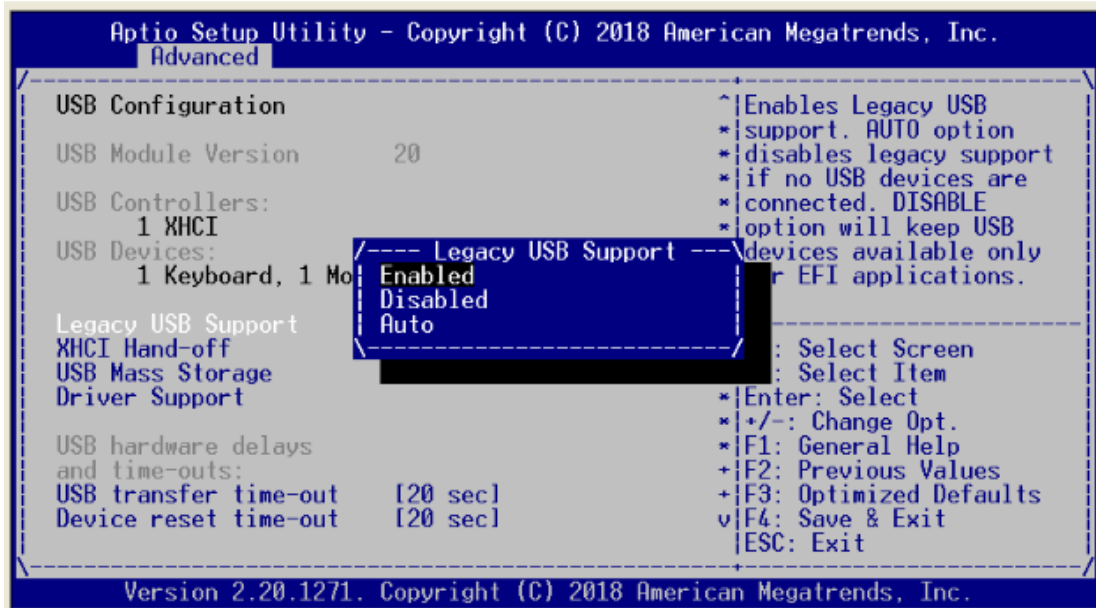 Aptio Setup Utility - Copyright (C) 2018 American Megatrends, Inc.
Advanced
USB Configuration
USB Module Version 20
USB Controllers:
1 XHCI
USB Devices:
1 Keyboard, 1 Mo
Legacy USB Support
XHCI Hand-off
USB Mass Storage
Driver Support
USB hardware delays
and time-outs:
USB transfer time-out [20 sec]
Device reset time-out [20 sec]
Legacy USB Support
Enabled
Disabled
Auto
Enables Legacy USB
support. AUTO option
disables legacy support
if no USB devices are
connected. DISABLE
option will keep USB
devices available only
r EFI applications.
: Select Screen
: Select Item
Enter: Select
+/-: Change Opt.
F1: General Help
F2: Previous Values
F3: Optimized Defaults
F4: Save & Exit
ESC: Exit
Version 2.20.1271. Copyright (C) 2018 American Megatrends, Inc.